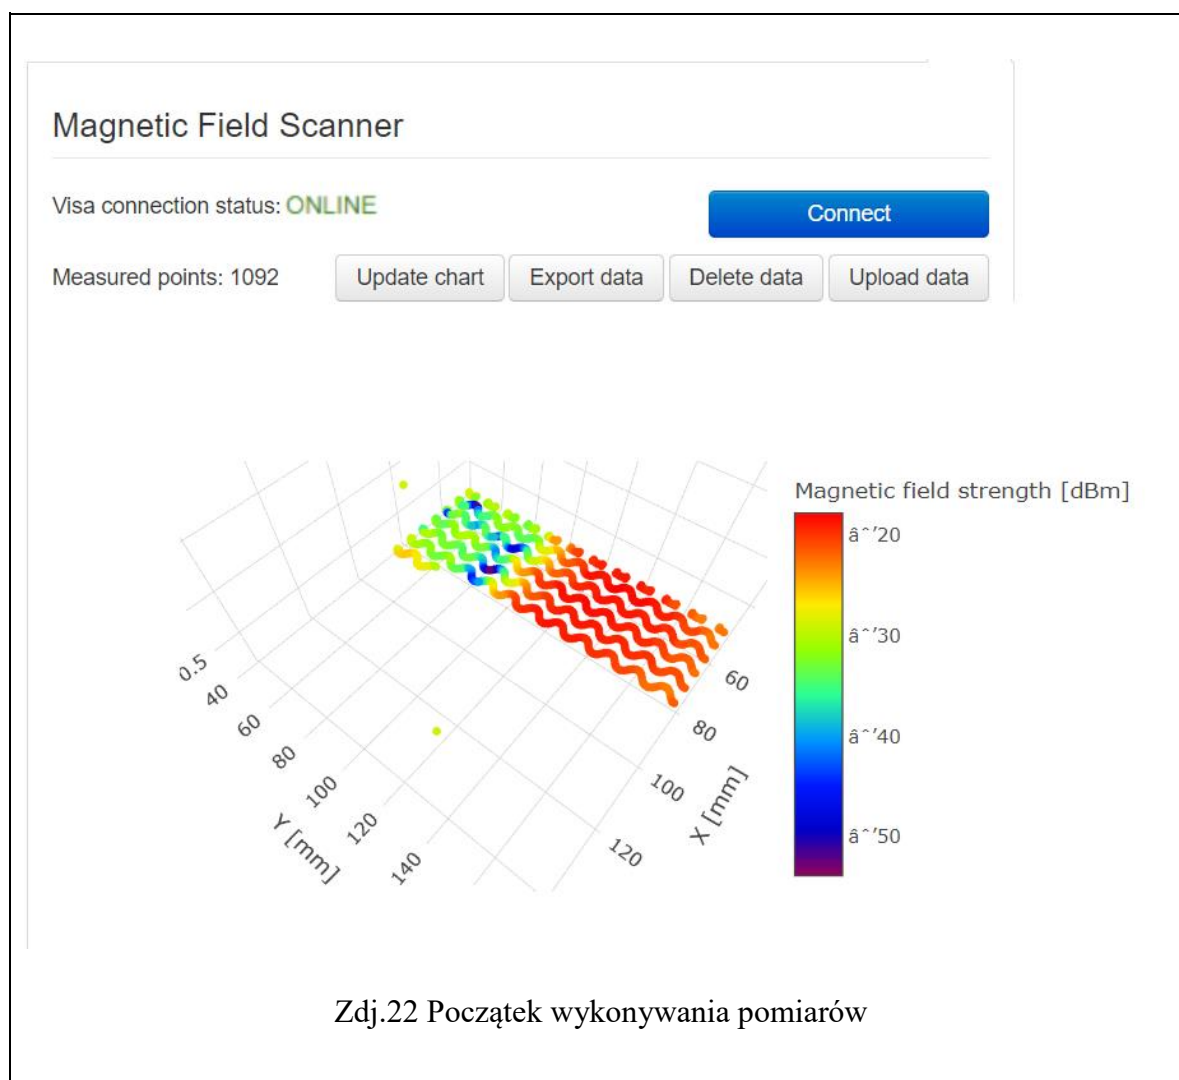 Magnetic Field Scanner
Visa connection status: ONLINE
Connect
Measured points: 1092
Update chart
Export data
Delete data
Upload data
Magnetic field strength [dBm]
âˆ’20
âˆ’30
âˆ’40
âˆ’50
0.5
40
60
80
100
120
140
Y [mm]
60
80
100
120
X [mm]
Zdj.22 Początek wykonywania pomiarów